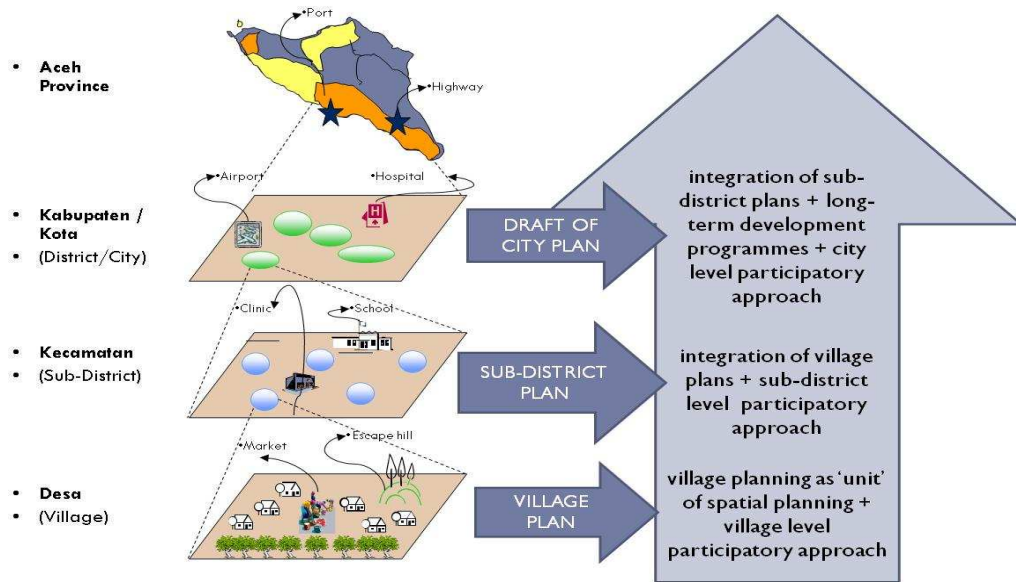 • Aceh
Province
•Port
•Highway
• Kabupaten /
Kota
• (District/City)
•Airport
•Hospital
H
DRAFT OF
CITY PLAN
integration of sub-
district plans + long-
term development
programmes + city
level participatory
approach
• Kecamatan
• (Sub-District)
•Clinic
•School
SUB-DISTRICT
PLAN
integration of village
plans + sub-district
level participatory
approach
• Desa
• (Village)
•Market
•Escape hill
VILLAGE
PLAN
village planning as ‘unit’
of spatial planning +
village level
participatory approach